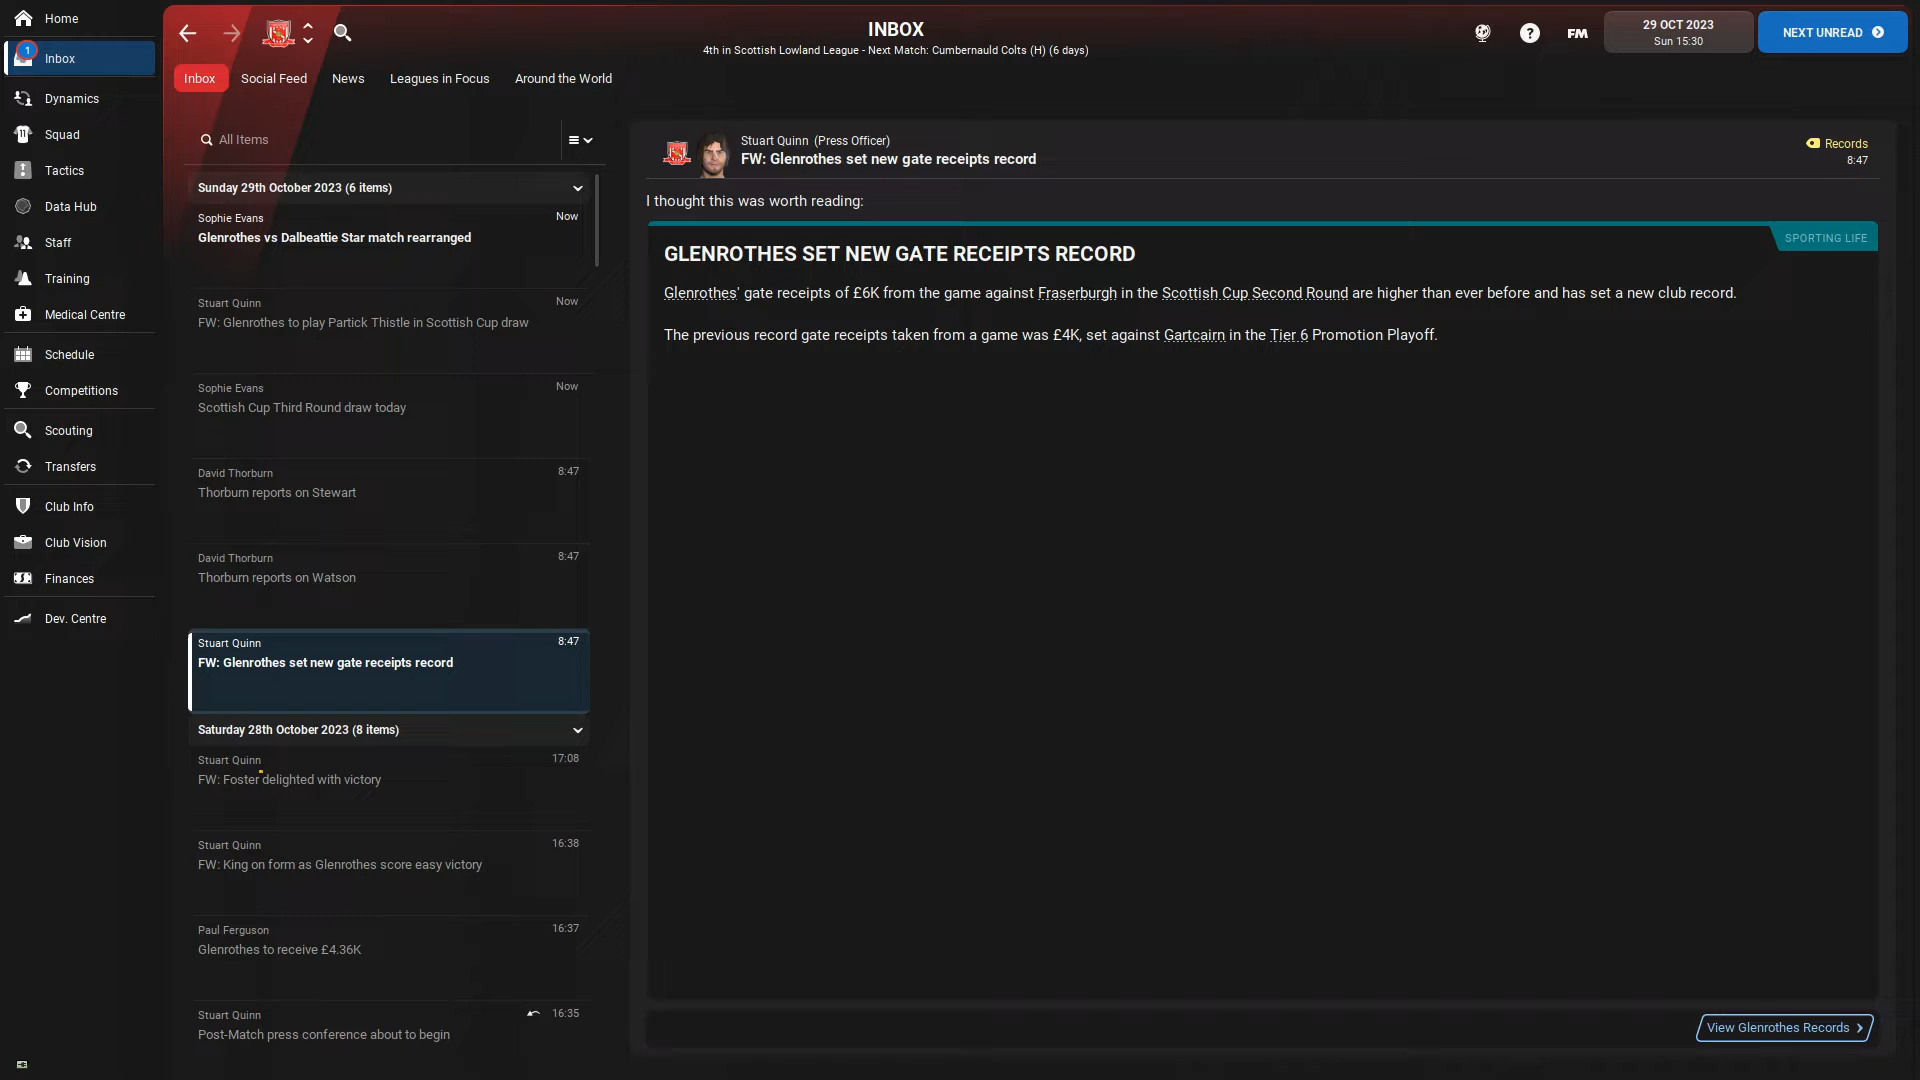 Home
1
Inbox
Dynamics
Squad
Tactics
Data Hub
Staff
Training
Medical Centre
Schedule
Competitions
Scouting
Transfers
Club Info
Club Vision
Finances
Dev. Centre
INBOX
4th in Scottish Lowland League - Next Match: Cumbernauld Colts (H) (6 days)
FM
29 OCT 2023
Sun 15:30
NEXT UNREAD
Inbox
Social Feed
News
Leagues in Focus
Around the World
All Items
Sunday 29th October 2023 (6 items)
Sophie Evans
Now
Glenrothes vs Dalbeattie Star match rearranged
Stuart Quinn
Now
FW: Glenrothes to play Partick Thistle in Scottish Cup draw
Sophie Evans
Now
Scottish Cup Third Round draw today
David Thorburn
8:47
Thorburn reports on Stewart
David Thorburn
8:47
Thorburn reports on Watson
Stuart Quinn
8:47
FW: Glenrothes set new gate receipts record
Saturday 28th October 2023 (8 items)
Stuart Quinn
17:08
FW: Foster delighted with victory
Stuart Quinn
16:38
FW: King on form as Glenrothes score easy victory
Paul Ferguson
16:37
Glenrothes to receive £4.36K
Stuart Quinn
16:35
Post-Match press conference about to begin
Stuart Quinn (Press Officer)
FW: Glenrothes set new gate receipts record
Records
8:47
I thought this was worth reading:
SPORTING LIFE
GLENROTHES SET NEW GATE RECEIPTS RECORD
Glenrothes' gate receipts of £6K from the game against Fraserburgh in the Scottish Cup Second Round are higher than ever before and has set a new club record.
The previous record gate receipts taken from a game was £4K, set against Gartcairn in the Tier 6 Promotion Playoff.
View Glenrothes Records